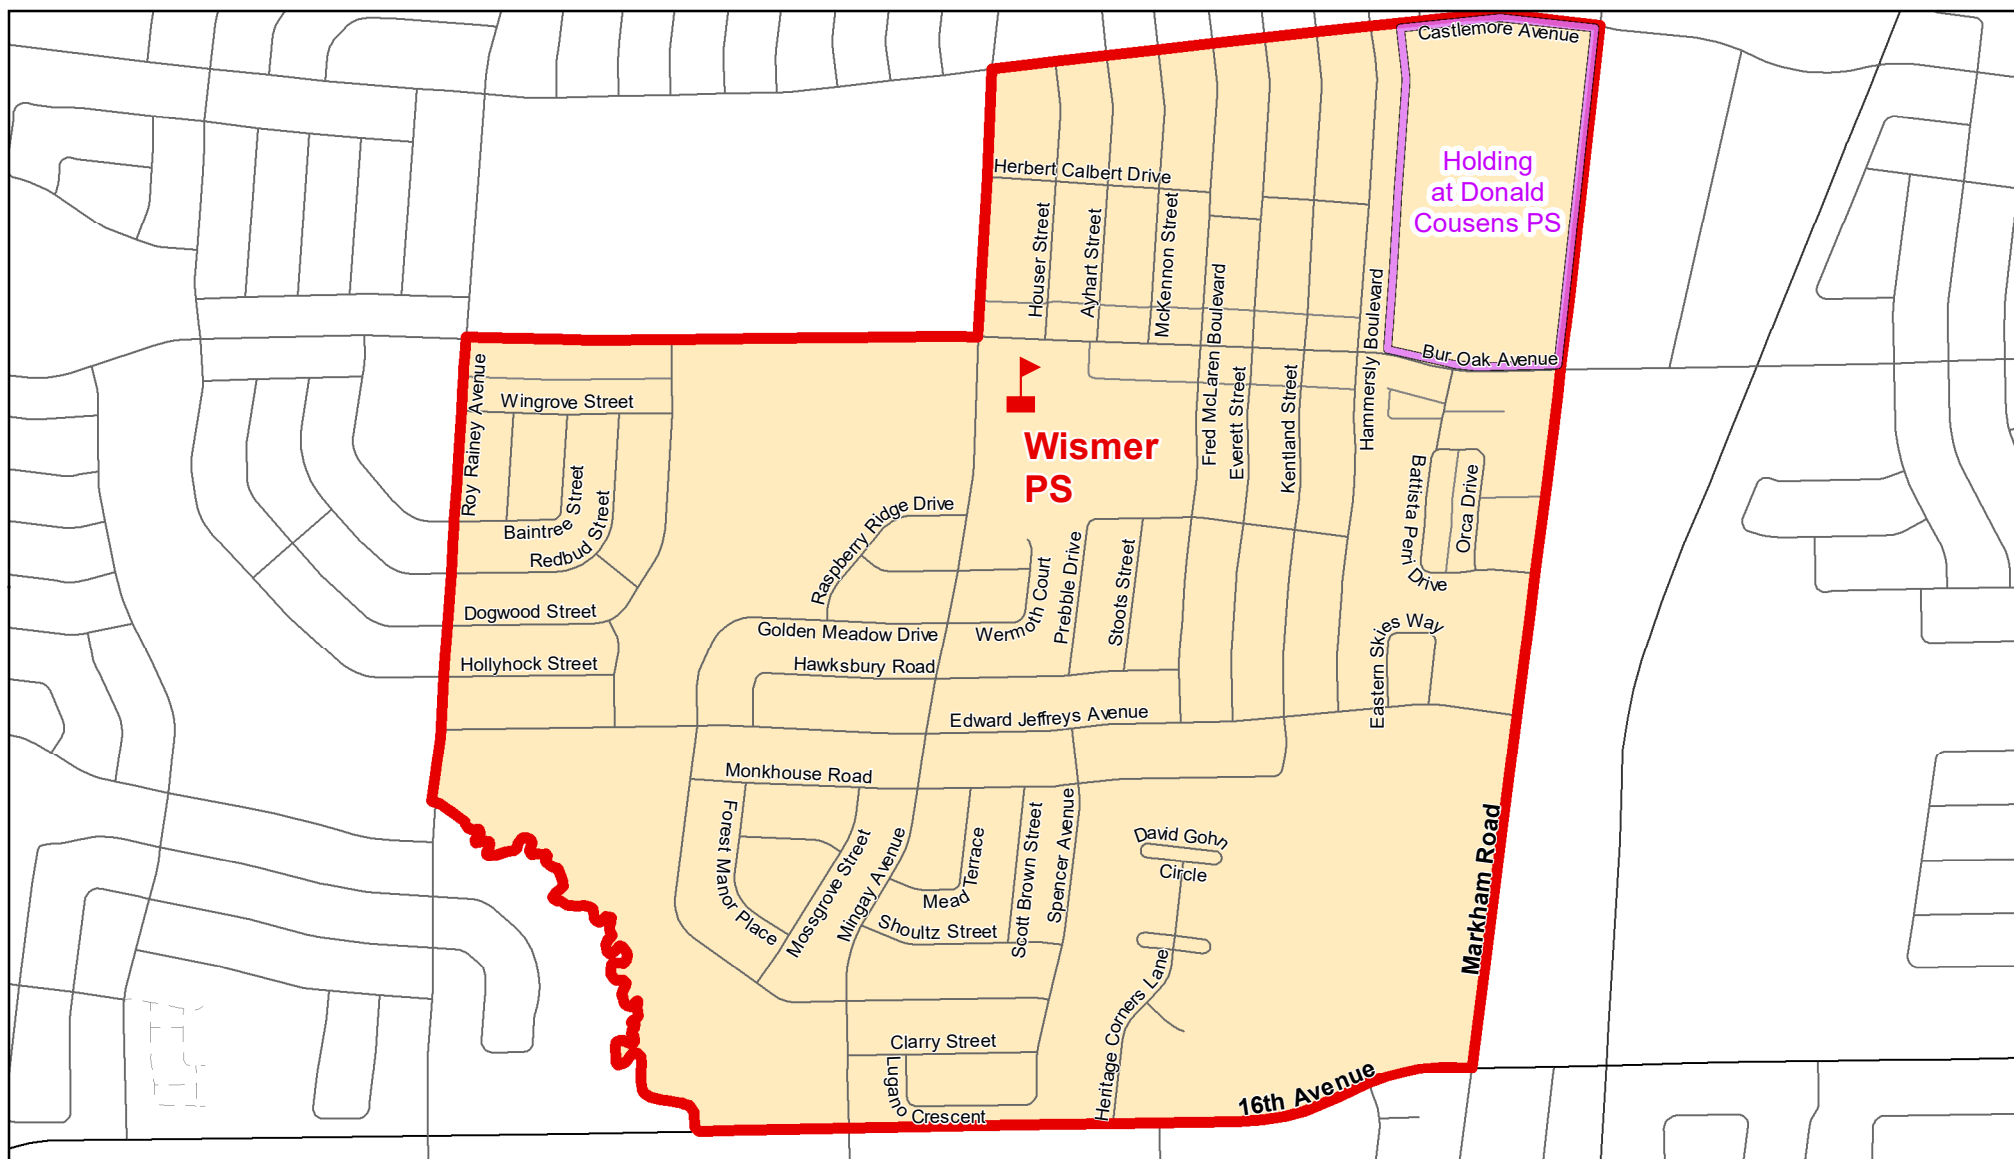 Castlemore Avenue
Holding
at Donald
Cousens PS
Herbert Calbert Drive
Houser Street
Ayhart Street
McKennon Street
Fred McLaren Boulevard
Everett Street
Kentland Street
Hammersly Boulevard
Bur Oak Avenue
Roy Rainey Avenue
Wingrove Street
Baintree Street
Redbud Street
Wismer
PS
Battista Perri Drive
Orca Drive
Raspberry Ridge Drive
Wermoth Court
Prebble Drive
Stoots Street
Dogwood Street
Golden Meadow Drive
Hollyhock Street
Hawksbury Road
Eastern Skies Way
Edward Jeffreys Avenue
Monkhouse Road
Forest Manor Place
Mossgrove Street
Mingay Avenue
Mead Terrace
Shoultz Street
Scott Brown Street
Spencer Avenue
David Gohn
Circle
Markham Road
Heritage Corners Lane
Clarry Street
Lugano
Crescent
16th Avenue